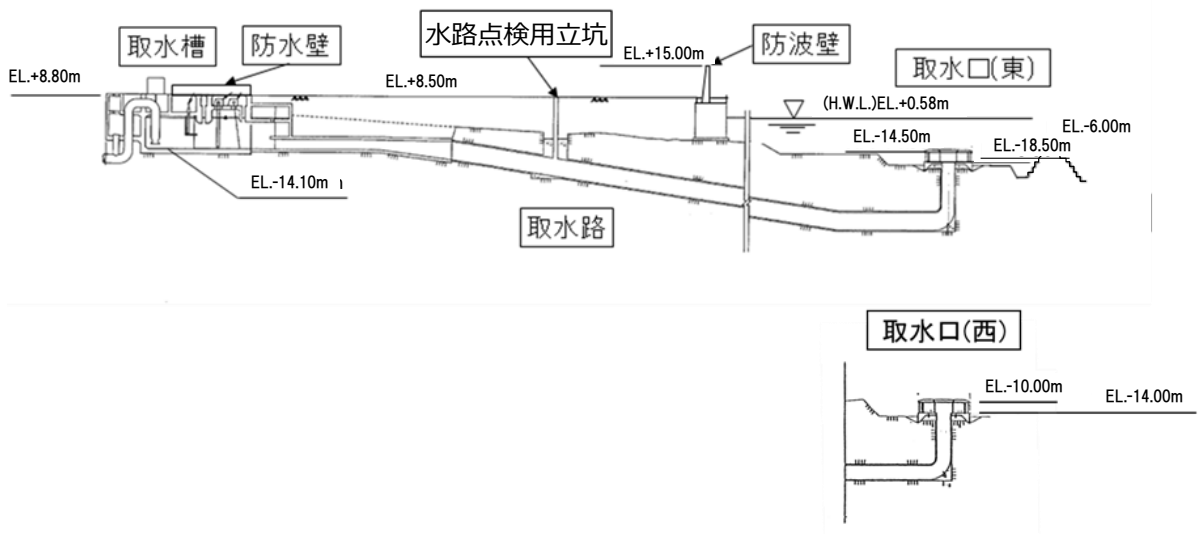 水路点検用立坑
取水槽
防水壁
防波壁
EL.+15.00m
取水口(東)
EL.+8.80m
EL.+8.50m
(H.W.L.)EL.+0.58m
EL.-6.00m
EL.-14.50m
EL.-18.50m
EL.-14.10m
取水路
取水口(西)
EL.-10.00m
EL.-14.00m